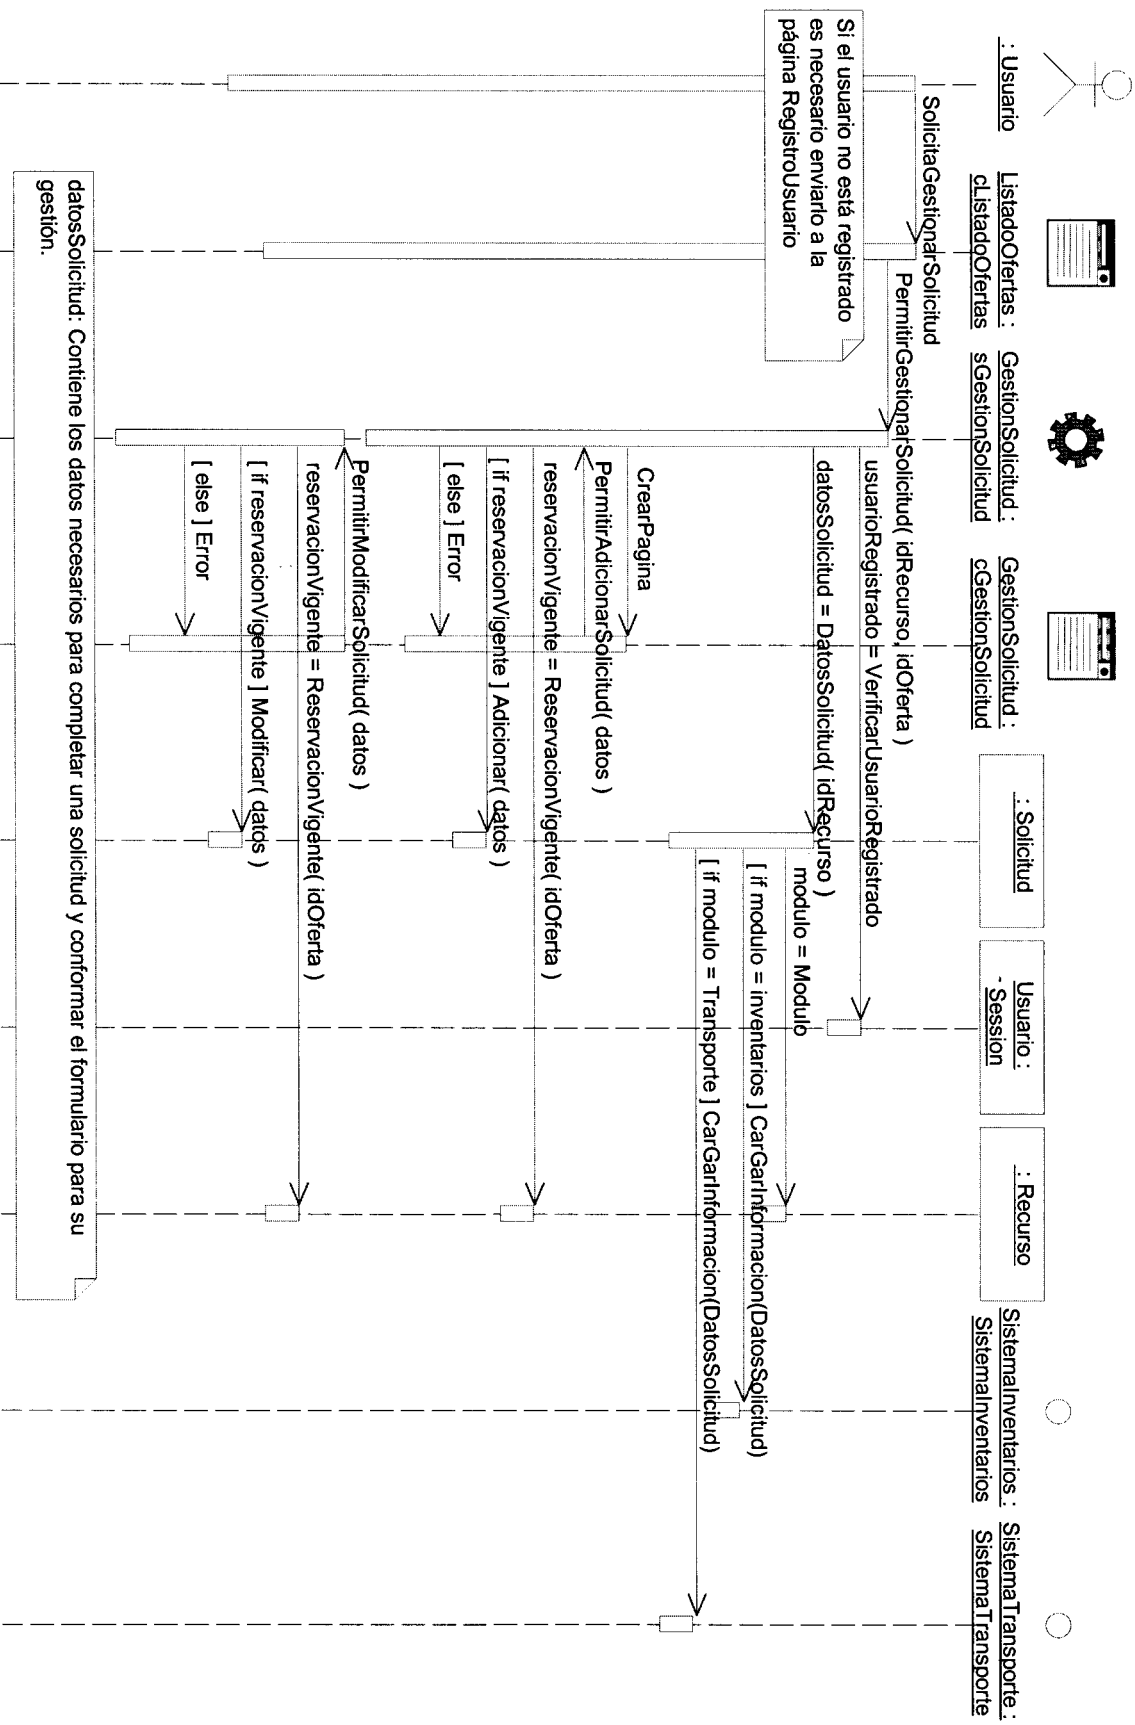 : Usuario
ListadoOfertas :
cListadoOfertas
GestionSolicitud :
sGestionSolicitud
GestionSolicitud :
cGestionSolicitud
: Solicitud
Usuario :
- Session
: Recurso
SistemaInventarios :
SistemaInventarios
SistemaTransporte :
SistemaTransporte
SolicitaGestionarSolicitud
PermitirGestionarSolicitud( idRecurso, idOferta )
Si el usuario no está registrado
es necesario enviarlo a la
página RegistroUsuario
usuarioRegistrado = VerificarUsuarioRegistrado
datosSolicitud = DatosSolicitud( idRecurso )
modulo = Modulo
[ if modulo = inventarios ] CarGarInformacion(DatosSolicitud)
[ if modulo = Transporte ] CarGarInformacion(DatosSolicitud)
CrearPagina
PermitirAdicionarSolicitud( datos )
reservacionVigente = ReservacionVigente( idOferta )
[ if reservacionVigente ] Adicionar( datos )
[ else ] Error
PermitirModificarSolicitud( datos )
reservacionVigente = ReservacionVigente( idOferta )
[ if reservacionVigente ] Modificar( datos )
[ else ] Error
datosSolicitud: Contiene los datos necesarios para completar una solicitud y conformar el formulario para su
gestión.